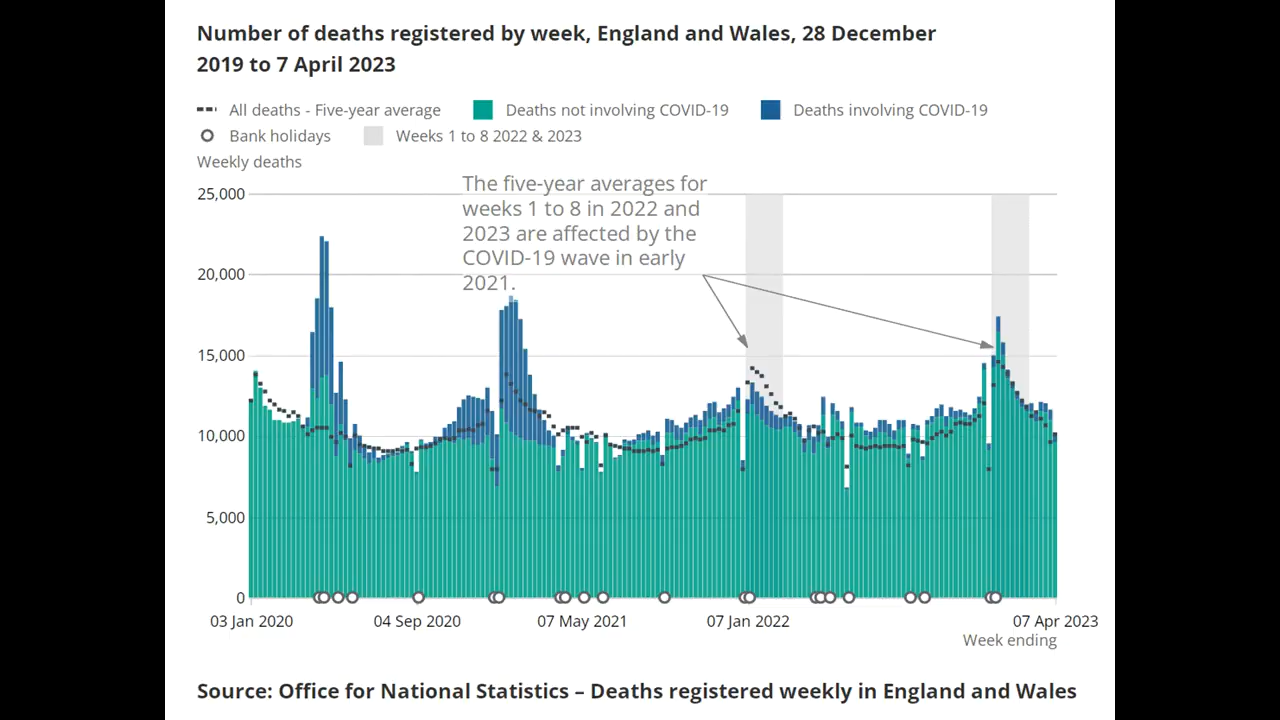 Number of deaths registered by week, England and Wales, 28 December
2019 to 7 April 2023
All deaths - Five-year average
Deaths not involving COVID-19
Deaths involving COVID-19
Bank holidays
Weeks 1 to 8 2022 & 2023
Weekly deaths
The five-year averages for
weeks 1 to 8 in 2022 and
2023 are affected by the
COVID-19 wave in early
2021.
25,000
20,000
15,000
10,000
5,000
0
03 Jan 2020
04 Sep 2020
07 May 2021
07 Jan 2022
07 Apr 2023
Week ending
Source: Office for National Statistics – Deaths registered weekly in England and Wales